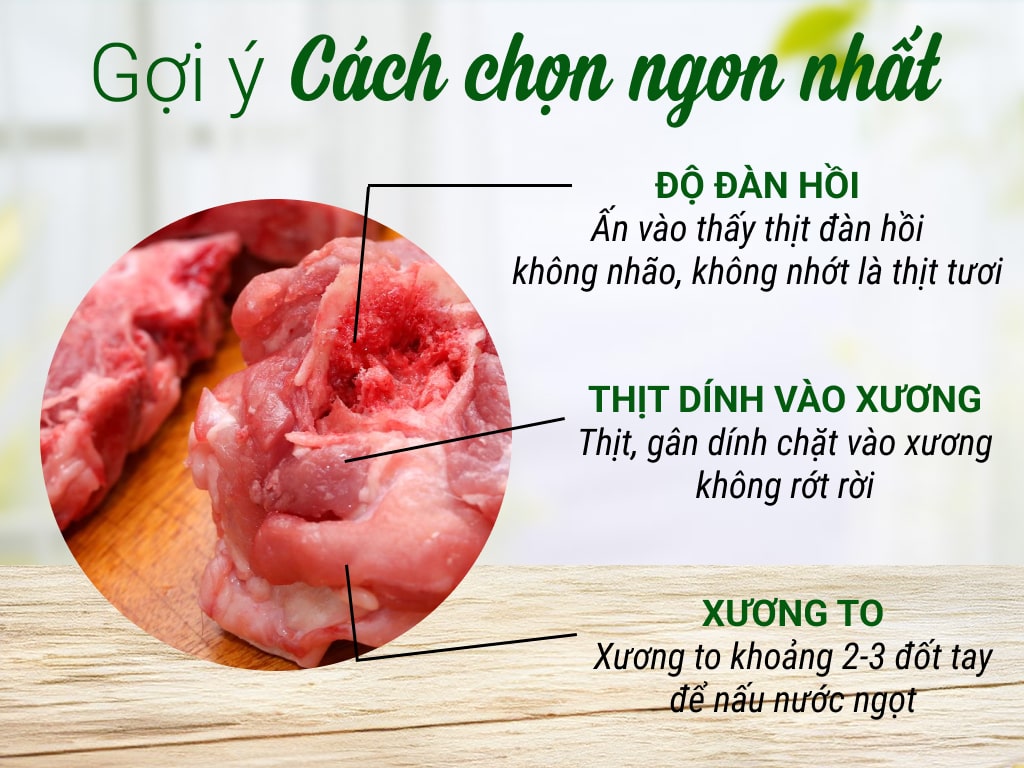 Gợi ý Cách chọn ngon nhất
ĐỘ ĐÀN HỒI
Ấn vào thấy thịt đàn hồi
không nhão, không nhớt là thịt tươi
THỊT DÍNH VÀO XƯƠNG
Thịt, gân dính chặt vào xương
không rớt rời
XƯƠNG TO
Xương to khoảng 2-3 đốt tay
để nấu nước ngọt